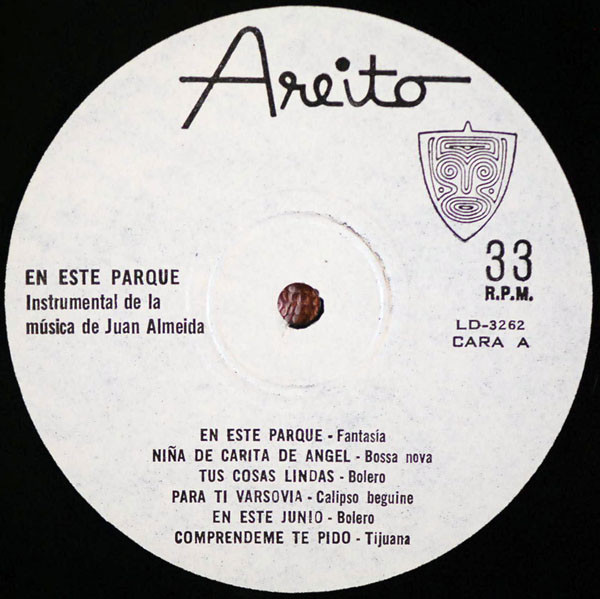 Areito
EN ESTE PARQUE
Instrumental de la
música de Juan Almeida
33
R.P.M.
LD-3262
CARA A
EN ESTE PARQUE - Fantasía
NIÑA DE CARITA DE ANGEL - Bossa nova
TUS COSAS LINDAS - Bolero
PARA TI VARSOVIA - Calipso beguine
EN ESTE JUNIO - Bolero
COMPRENDEME TE PIDO - Tijuana